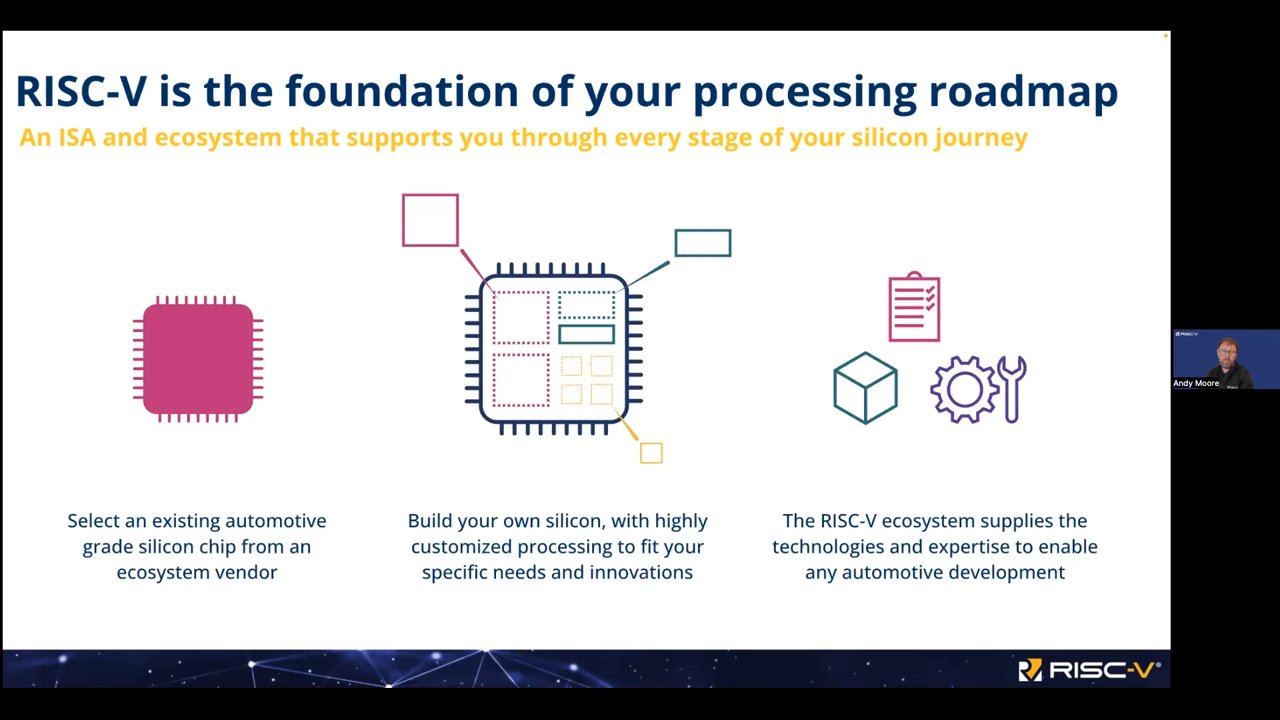 RISC-V is the foundation of your processing roadmap
An ISA and ecosystem that supports you through every stage of your silicon journey
Select an existing automotive
grade silicon chip from an
ecosystem vendor
Build your own silicon, with highly
customized processing to fit your
specific needs and innovations
The RISC-V ecosystem supplies the
technologies and expertise to enable
any automotive development
RISC-V
Andy Moore
RISC-V®